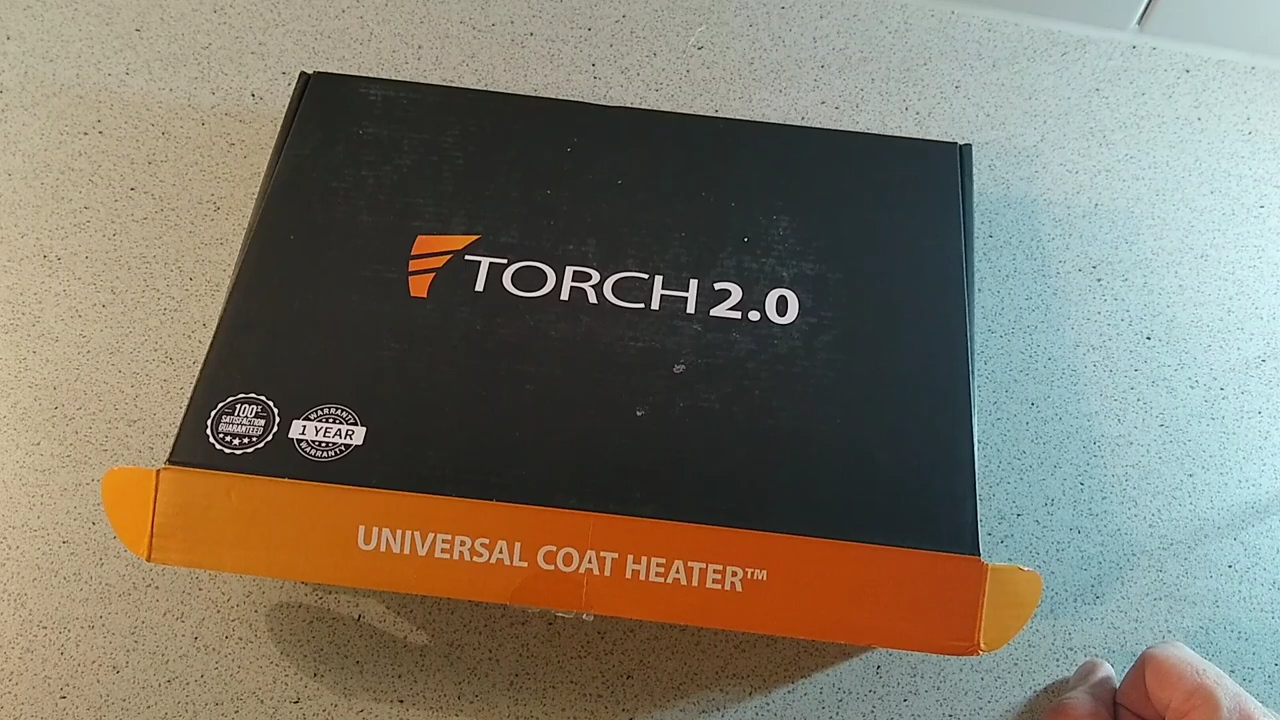 TORCH 2.0
100%
SATISFACTION
GUARANTEED
WARRANTY
1 YEAR
WARRANTY
UNIVERSAL COAT HEATER™